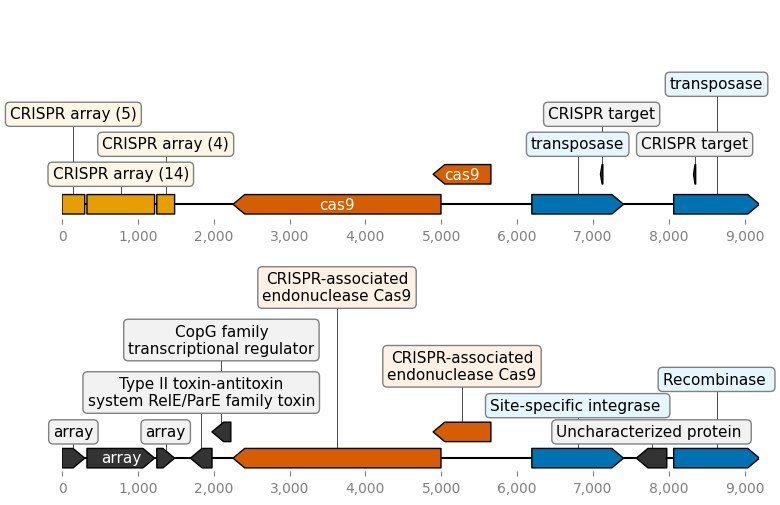 transposase
CRISPR array (5)
CRISPR target
CRISPR array (4)
transposase
CRISPR target
CRISPR array (14)
cas9
cas9
0
1,000
2,000
3,000
4,000
5,000
6,000
7,000
8,000
9,000
CRISPR-associated
endonuclease Cas9
CopG family
transcriptional regulator
CRISPR-associated
endonuclease Cas9
Recombinase
Type II toxin-antitoxin
system RelE/ParE family toxin
Site-specific integrase
array
array
Uncharacterized protein
array
0
1,000
2,000
3,000
4,000
5,000
6,000
7,000
8,000
9,000